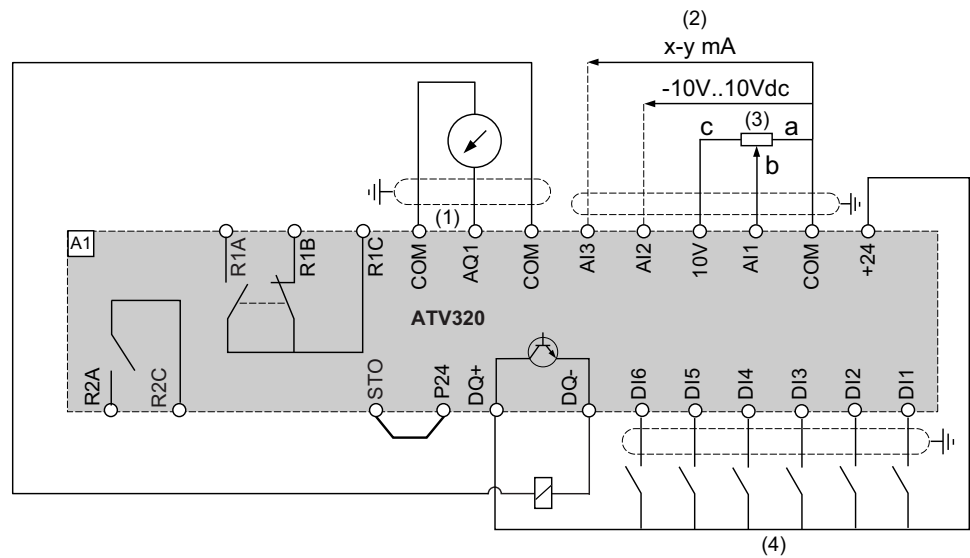 (2)
x-y mA
-10V..10Vdc
(3)
c
a
b
(1)
A1
R1A
R1B
R1C
COM
AQ1
COM
AI3
AI2
10V
AI1
COM
+24
ATV320
R2A
R2C
STO
P24
DQ+
DQ-
DI6
DI5
DI4
DI3
DI2
DI1
(4)